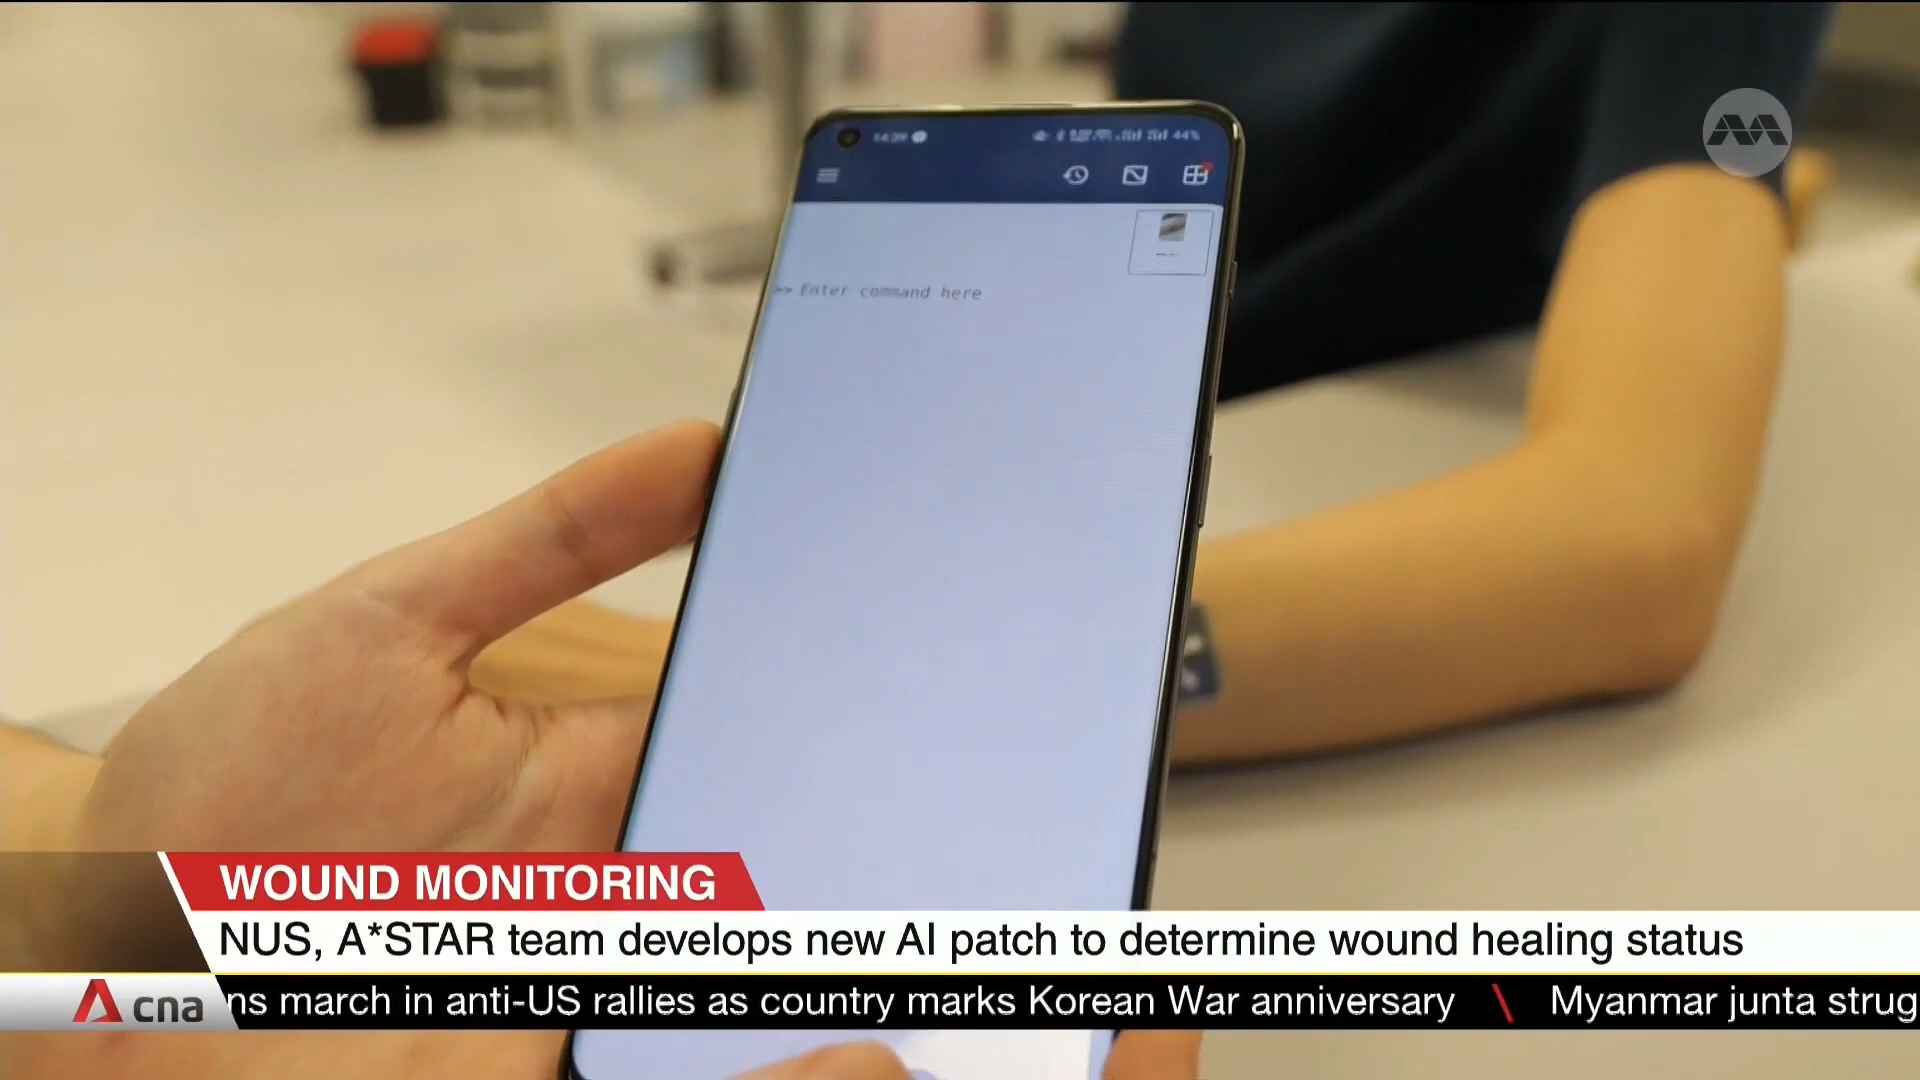 44%
>> Enter command here
WOUND MONITORING
NUS, A*STAR team develops new AI patch to determine wound healing status
cna
ns march in anti-US rallies as country marks Korean War anniversary \ Myanmar junta strug